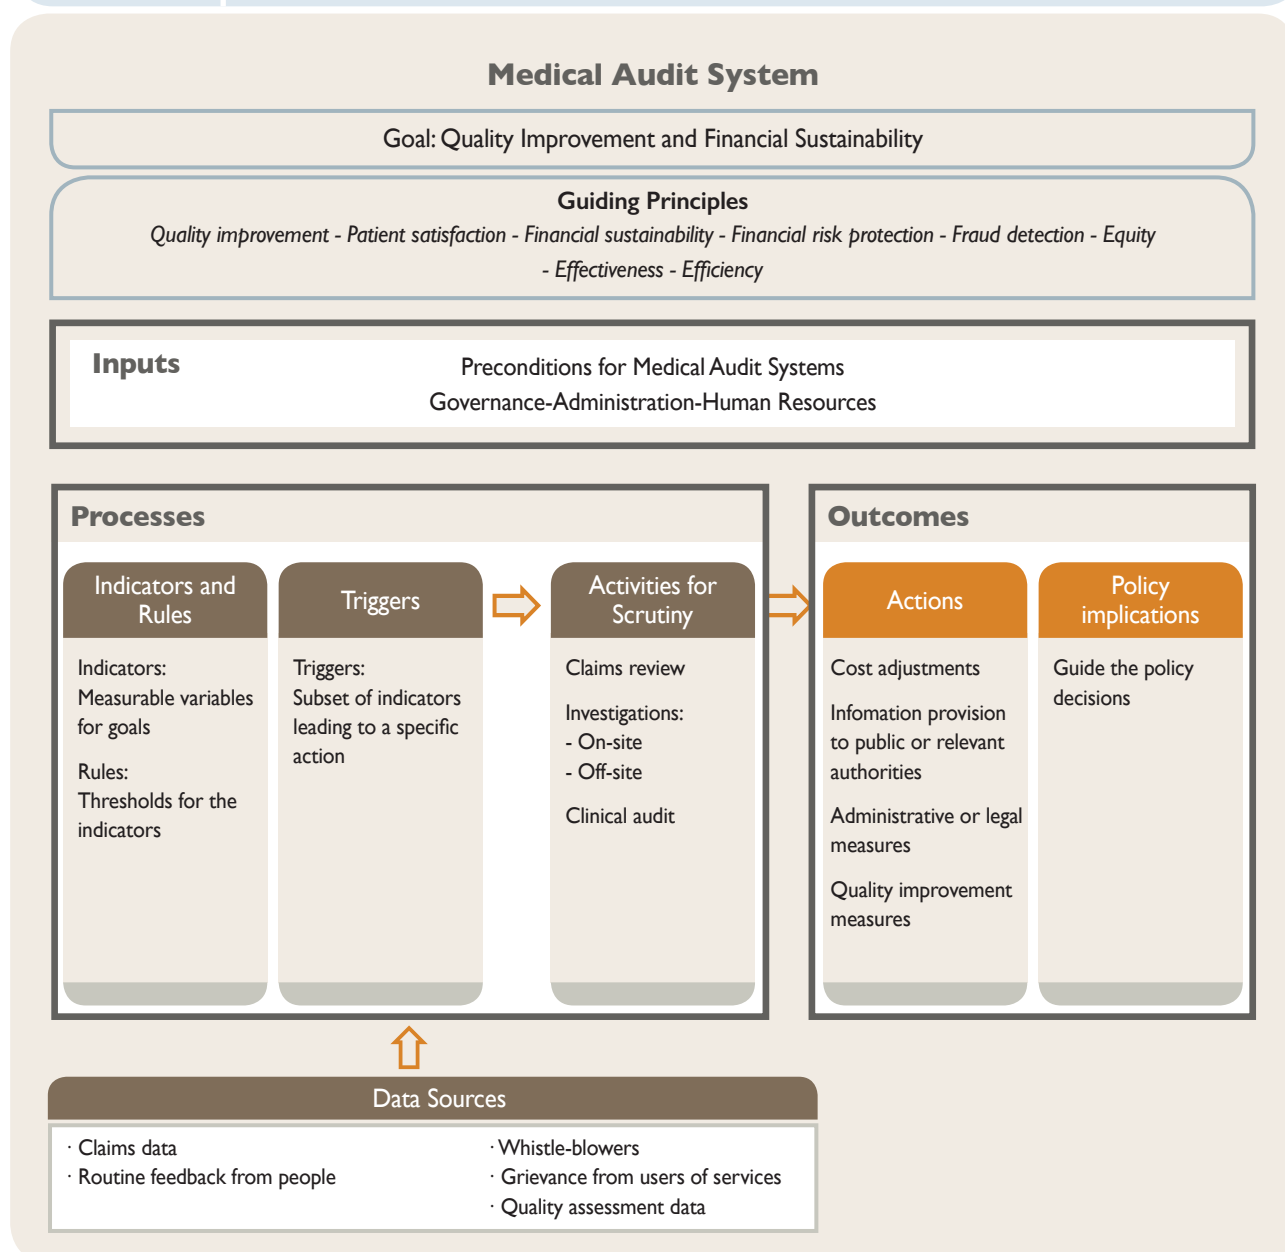 Medical Audit System
Goal: Quality Improvement and Financial Sustainability
Guiding Principles
Quality improvement - Patient satisfaction - Financial sustainability - Financial risk protection - Fraud detection - Equity
- Effectiveness - Efficiency
Inputs
Preconditions for Medical Audit Systems
Governance-Administration-Human Resources
Processes
Indicators and
Rules
Indicators:
Measurable variables
for goals
Rules:
Thresholds for the
indicators
Triggers
Triggers:
Subset of indicators
leading to a specific
action
Activities for
Scrutiny
Claims review
Investigations:
- On-site
- Off-site
Clinical audit
Outcomes
Actions
Cost adjustments
Infomation provision
to public or relevant
authorities
Administrative or legal
measures
Quality improvement
measures
Policy
implications
Guide the policy
decisions
Data Sources
· Claims data
· Routine feedback from people
· Whistle-blowers
· Grievance from users of services
· Quality assessment data